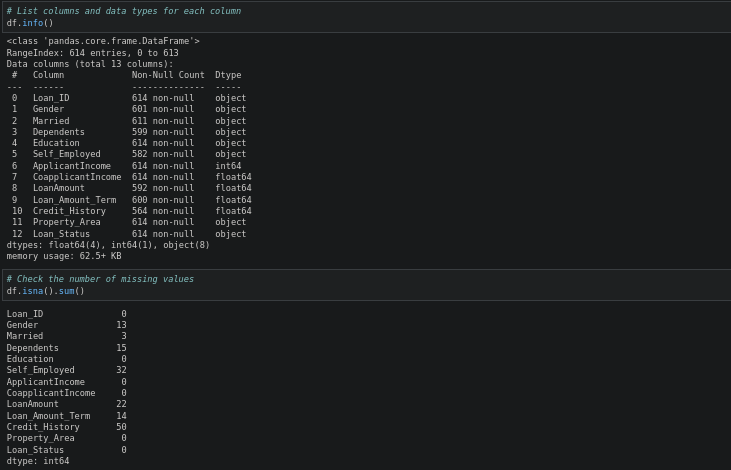 # List columns and data types for each column
df.info()
<class 'pandas.core.frame.DataFrame'>
RangeIndex: 614 entries, 0 to 613
Data columns (total 13 columns):
 #   Column             Non-Null Count  Dtype
---  ------             --------------  -----
 0   Loan_ID            614 non-null    object
 1   Gender             601 non-null    object
 2   Married            611 non-null    object
 3   Dependents         599 non-null    object
 4   Education          614 non-null    object
 5   Self_Employed      582 non-null    object
 6   ApplicantIncome    614 non-null    int64
 7   CoapplicantIncome  614 non-null    float64
 8   LoanAmount         592 non-null    float64
 9   Loan_Amount_Term   600 non-null    float64
 10  Credit_History     564 non-null    float64
 11  Property_Area      614 non-null    object
 12  Loan_Status        614 non-null    object
dtypes: float64(4), int64(1), object(8)
memory usage: 62.5+ KB
# Check the number of missing values
df.isna().sum()
Loan_ID               0
Gender               13
Married               3
Dependents           15
Education             0
Self_Employed        32
ApplicantIncome       0
CoapplicantIncome     0
LoanAmount           22
Loan_Amount_Term     14
Credit_History       50
Property_Area         0
Loan_Status           0
dtype: int64